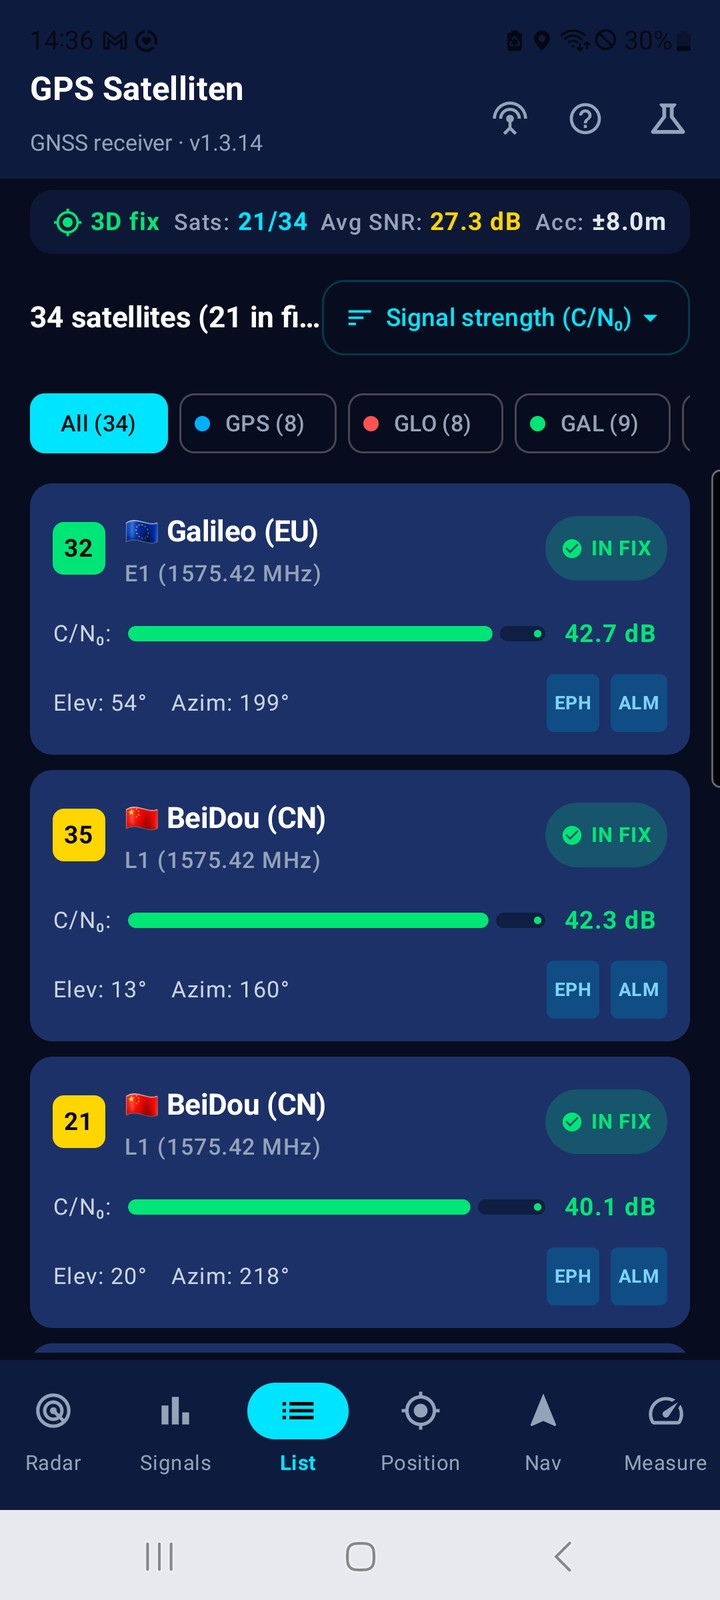 14:36 30%
GPS Satelliten
GNSS receiver · v1.3.14
3D fix Sats: 21/34 Avg SNR: 27.3 dB Acc: ±8.0m
34 satellites (21 in fi... Signal strength (C/N₀)
All (34) GPS (8) GLO (8) GAL (9)
32 Galileo (EU) IN FIX
E1 (1575.42 MHz)
C/N₀: 42.7 dB
Elev: 54° Azim: 199° EPH ALM
35 BeiDou (CN) IN FIX
L1 (1575.42 MHz)
C/N₀: 42.3 dB
Elev: 13° Azim: 160° EPH ALM
21 BeiDou (CN) IN FIX
L1 (1575.42 MHz)
C/N₀: 40.1 dB
Elev: 20° Azim: 218° EPH ALM
Radar Signals List Position Nav Measure